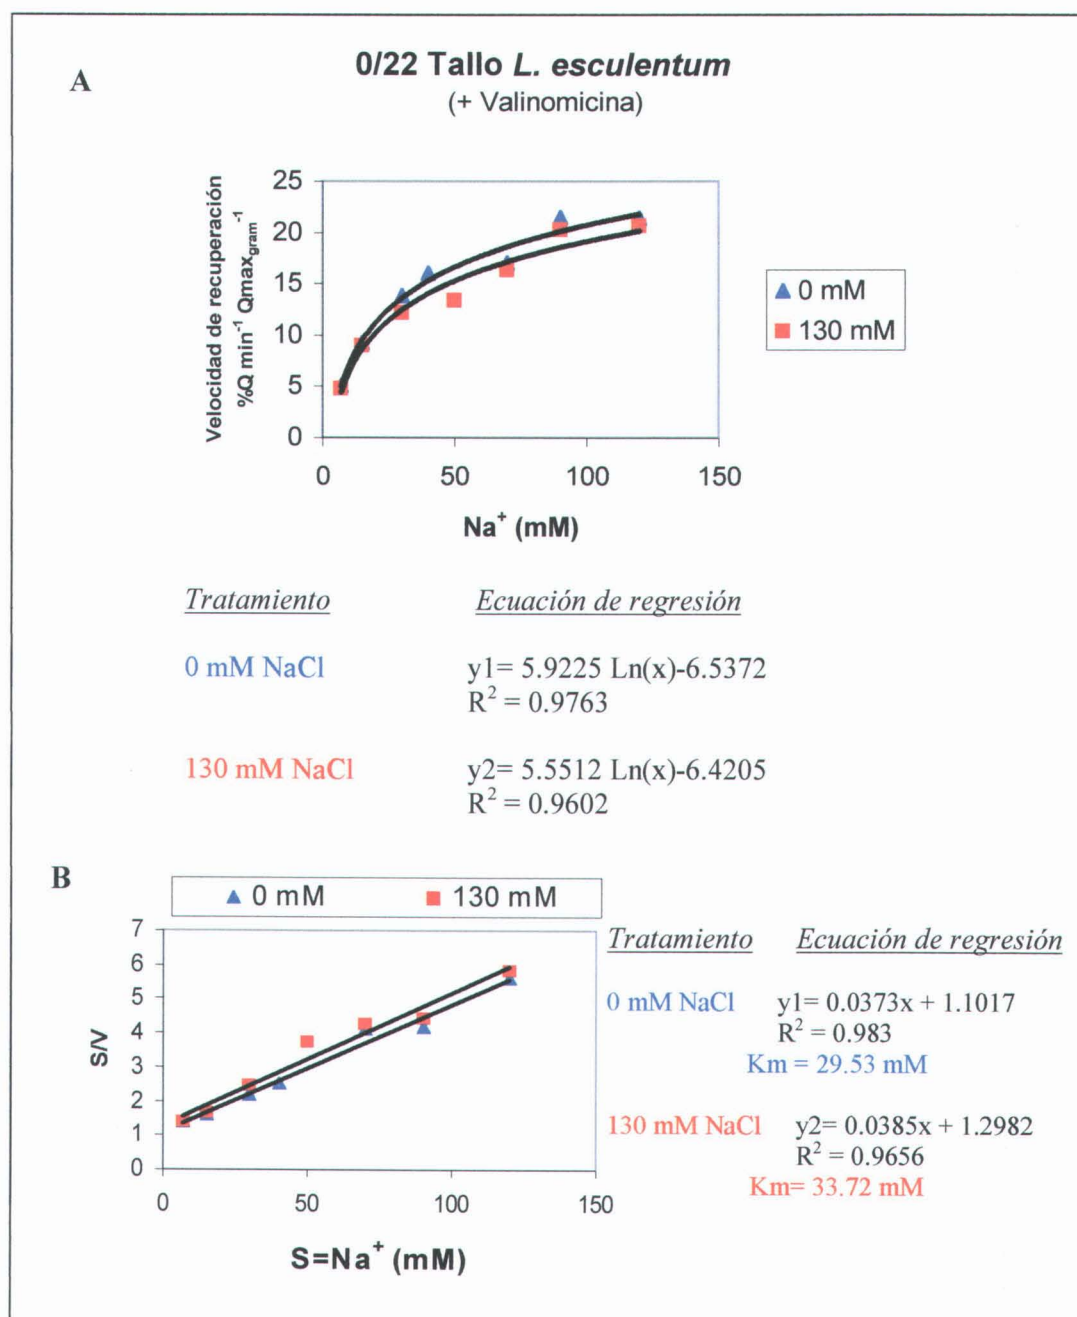 A
0/22 Tallo L. esculentum
(+ Valinomicina)
Velocidad de recuperación
%Q min⁻¹ Qmax_gram⁻¹
25
20
15
10
5
0
0 50 100 150
Na⁺ (mM)
0 mM
130 mM
Tratamiento Ecuación de regresión
0 mM NaCl y1= 5.9225 Ln(x)-6.5372
R² = 0.9763
130 mM NaCl y2= 5.5512 Ln(x)-6.4205
R² = 0.9602
B
0 mM 130 mM
S/V
7
6
5
4
3
2
1
0
50 100 150
S=Na⁺ (mM)
Tratamiento Ecuación de regresión
0 mM NaCl y1= 0.0373x + 1.1017
R² = 0.983
Km = 29.53 mM
130 mM NaCl y2= 0.0385x + 1.2982
R² = 0.9656
Km= 33.72 mM